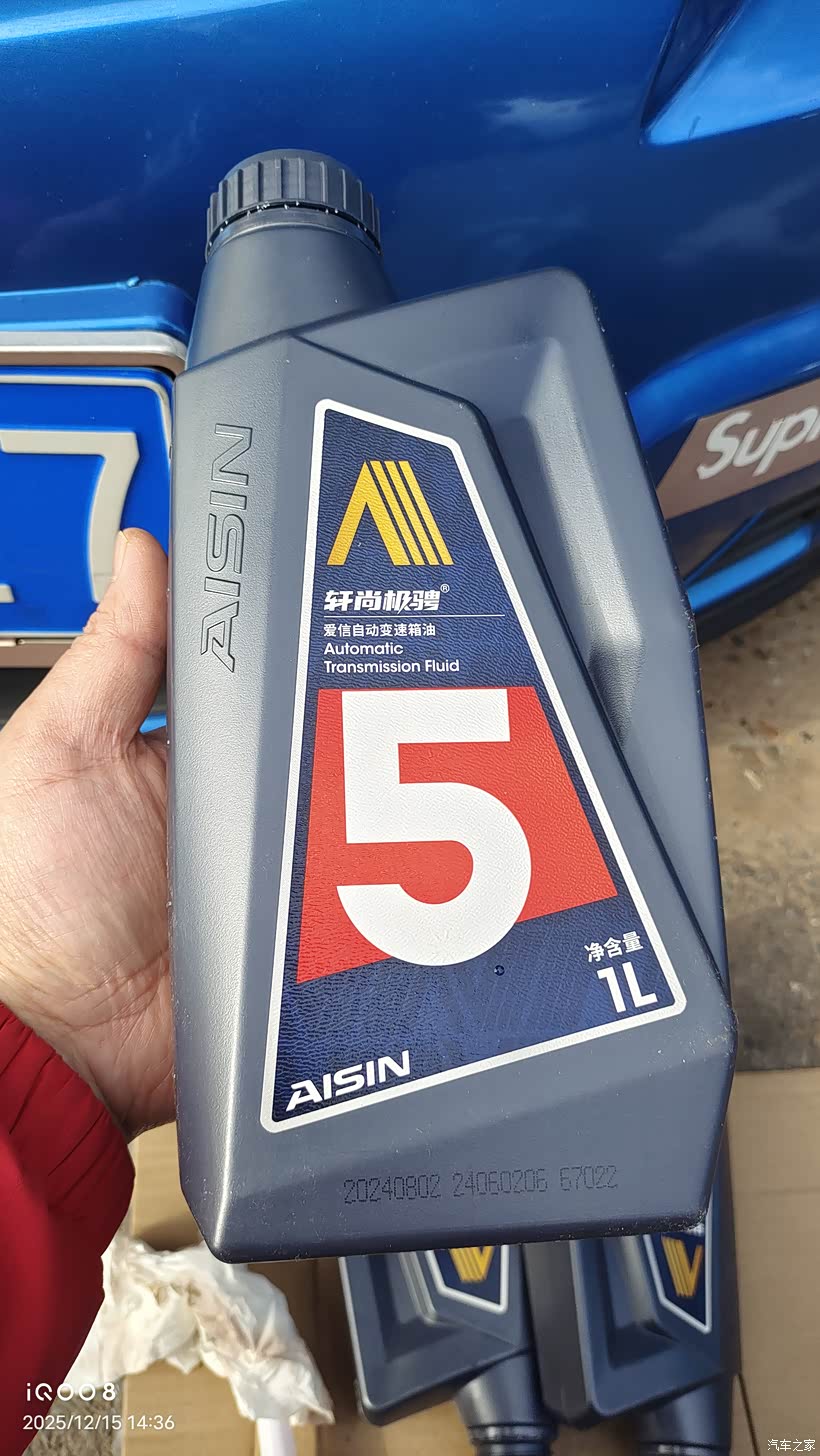 AISIN
7
Sup
轩尚极骋®
爱信自动变速箱油
Automatic
Transmission Fluid
5
净含量
1L
AISIN
20240802 24060206 67022
iQOO 8
2025/12/15 14:36
汽车之家